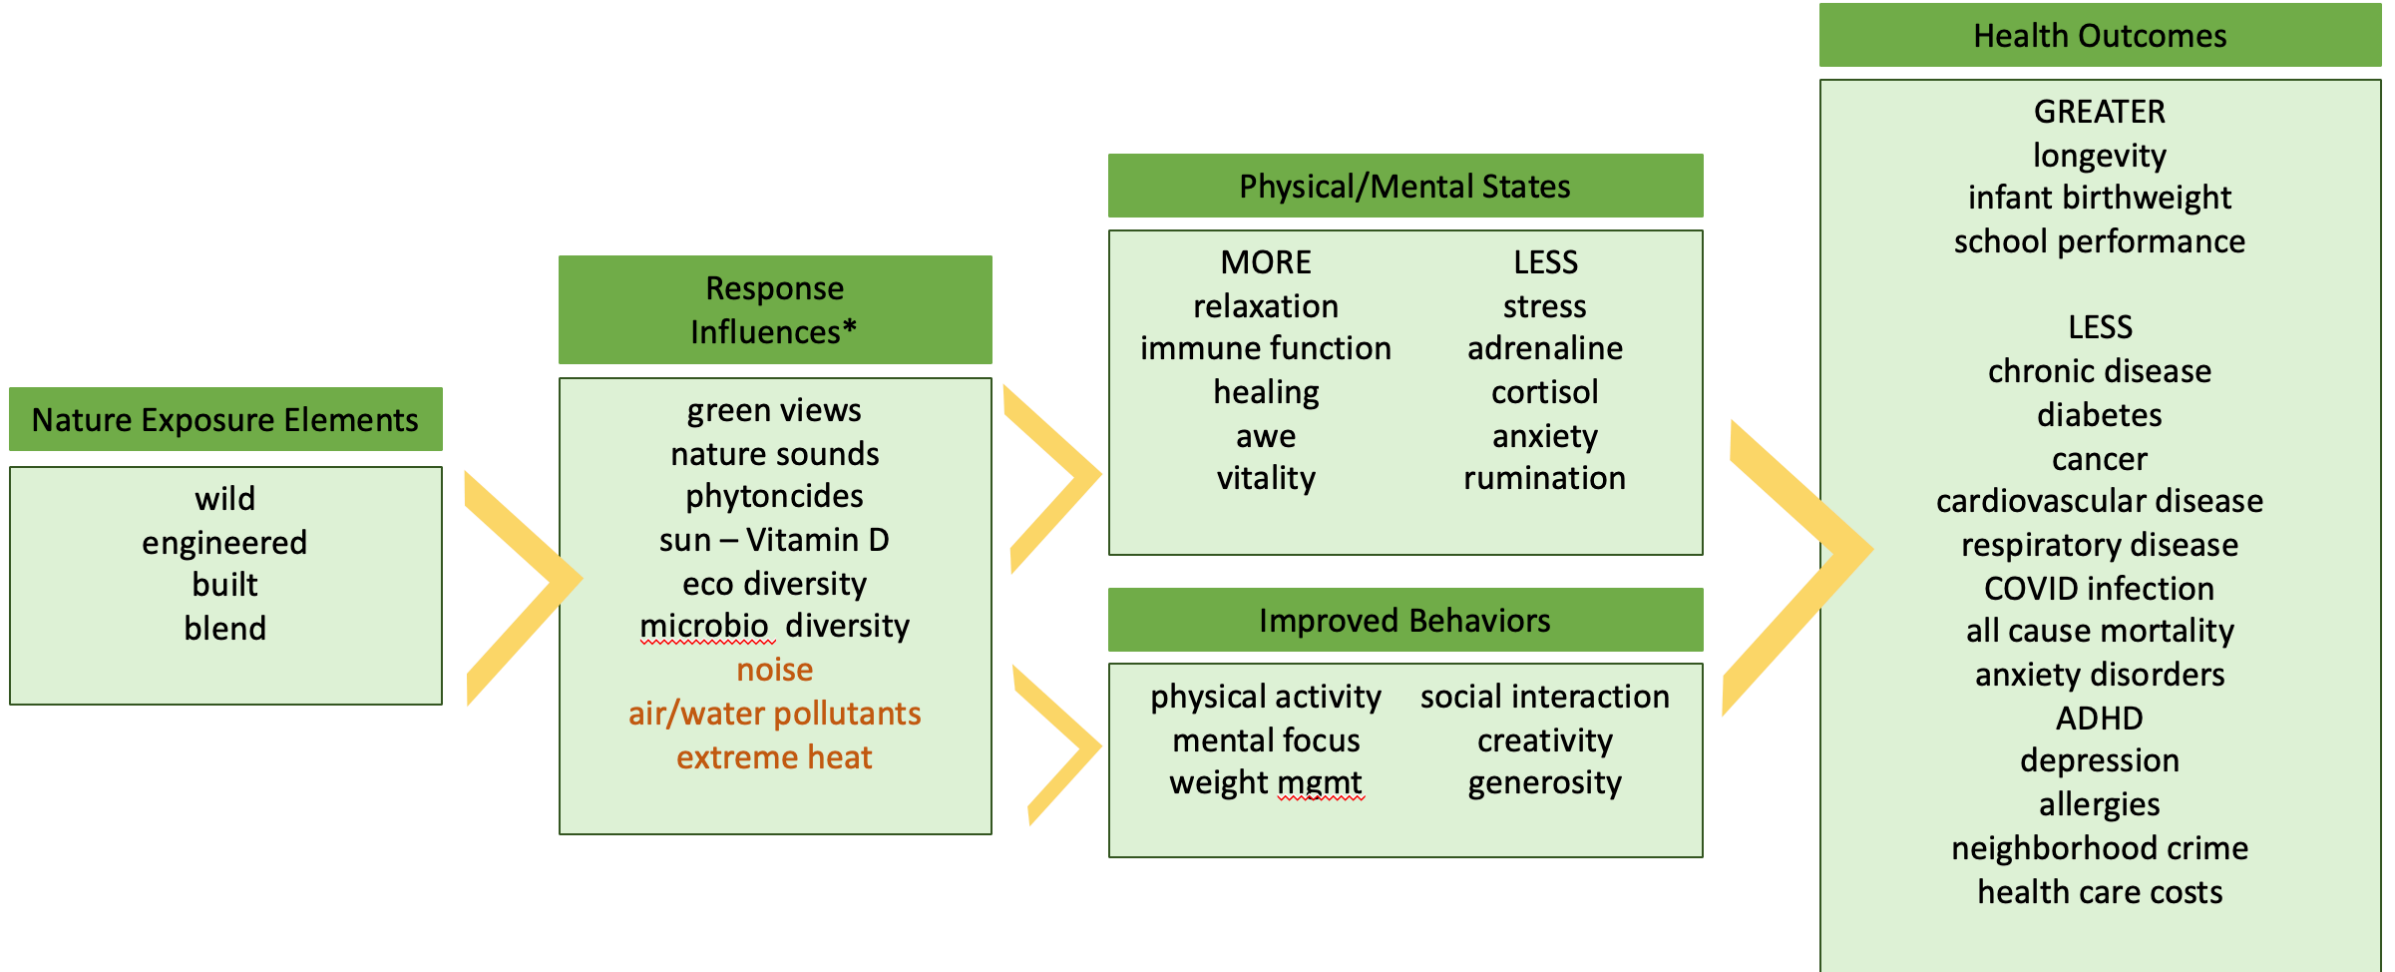 Nature Exposure Elements
wild
engineered
built
blend
Response
Influences*
green views
nature sounds
phytoncides
sun – Vitamin D
eco diversity
microbio  diversity
noise
air/water pollutants
extreme heat
Physical/Mental States
MORE
relaxation
immune function
healing
awe
vitality
LESS
stress
adrenaline
cortisol
anxiety
rumination
Improved Behaviors
physical activity
mental focus
weight mgmt
social interaction
creativity
generosity
Health Outcomes
GREATER
longevity
infant birthweight
school performance
LESS
chronic disease
diabetes
cancer
cardiovascular disease
respiratory disease
COVID infection
all cause mortality
anxiety disorders
ADHD
depression
allergies
neighborhood crime
health care costs